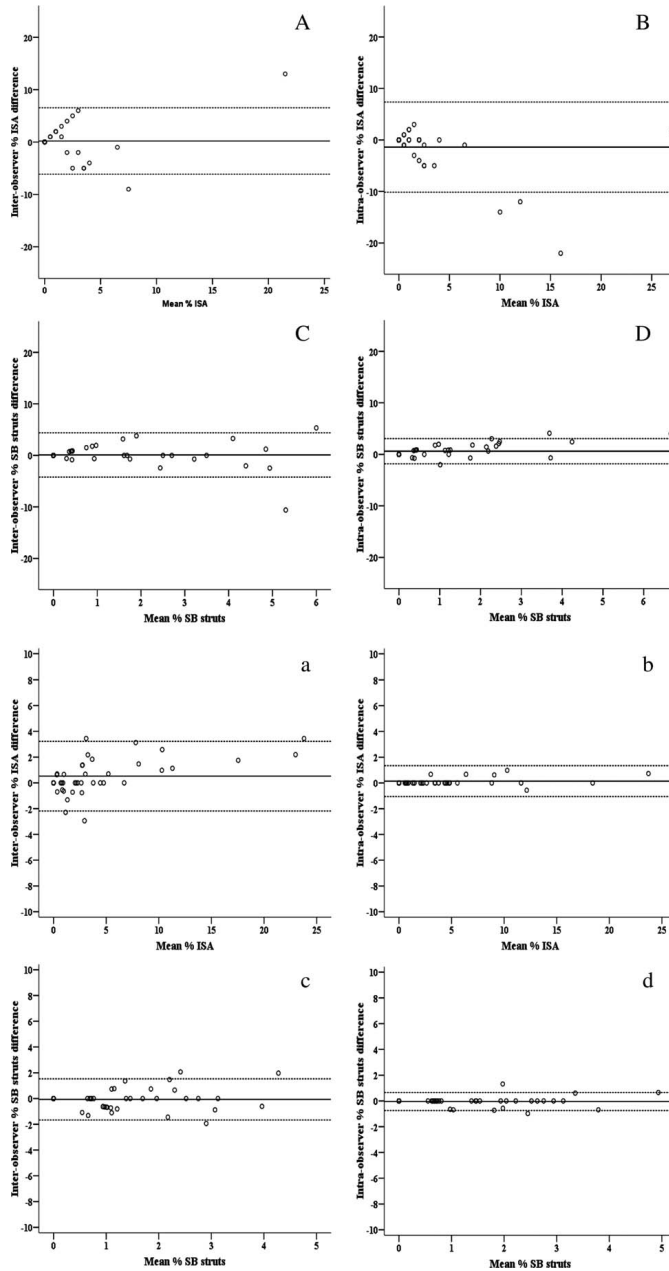 A
Inter-observer % ISA difference
20
10
0
-10
-20
0 5 10 15 20 25
Mean % ISA
B
Intra-observer % ISA difference
20
10
0
-10
-20
0 5 10 15 20 25
Mean % ISA
C
Inter-observer % SB struts difference
20
10
0
-10
-20
0 1 2 3 4 5 6
Mean % SB struts
D
Intra-observer % SB struts difference
20
10
0
-10
-20
0 1 2 3 4 5 6
Mean % SB struts
a
Inter-observer % ISA difference
10
8
6
4
2
0
-2
-4
-6
-8
-10
0 5 10 15 20 25
Mean % ISA
b
Intra-observer % ISA difference
10
8
6
4
2
0
-2
-4
-6
-8
-10
0 5 10 15 20 25
Mean % ISA
c
Inter-observer % SB struts difference
10
8
6
4
2
0
-2
-4
-6
-8
-10
0 1 2 3 4 5
Mean % SB struts
d
Intra-observer % SB struts difference
10
8
6
4
2
0
-2
-4
-6
-8
-10
0 1 2 3 4 5
Mean % SB struts